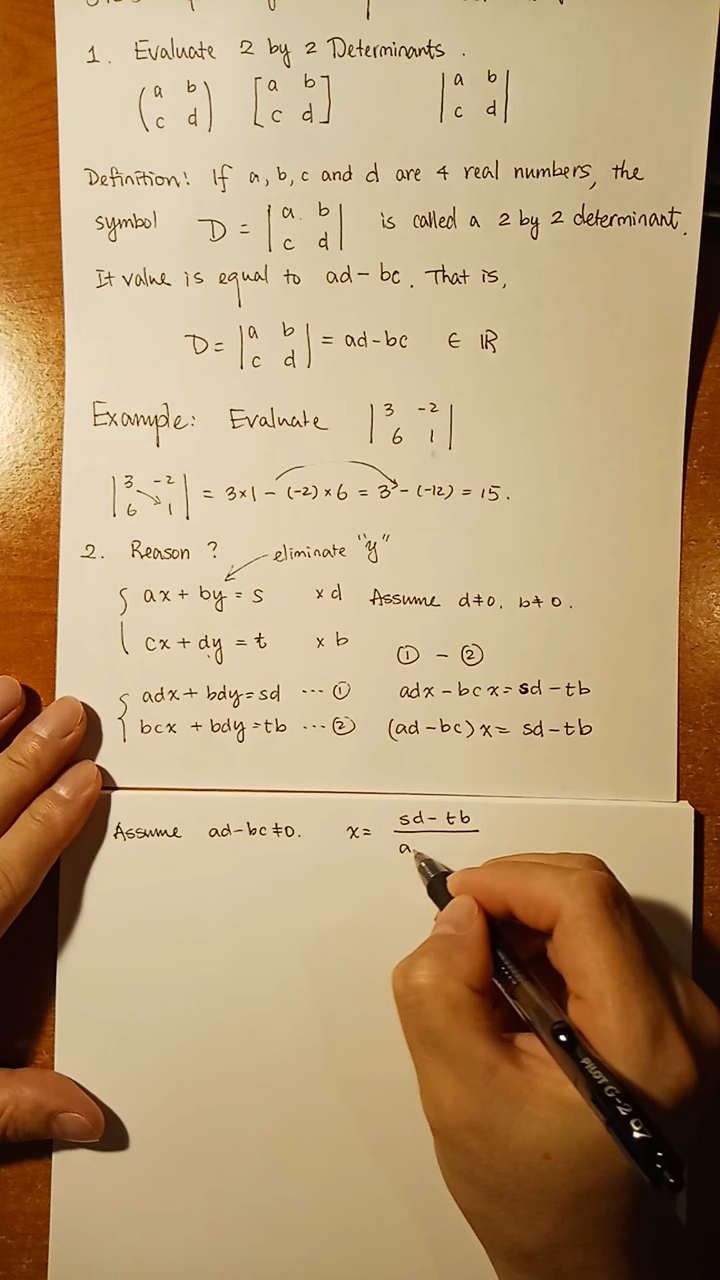 1. Evaluate 2 by 2 Determinants.
(a b c d) [a b c d] |a b c d|
Definition: If a, b, c and d are 4 real numbers, the
symbol D = |a b c d| is called a 2 by 2 determinant.
It value is equal to ad - bc. That is,
D = |a b c d| = ad - bc ∈ ℝ
Example: Evaluate |3 -2 6 1|
|3 -2 6 1| = 3×1 - (-2)×6 = 3 - (-12) = 15.
2. Reason? eliminate "y"
ax + by = s ×d Assume d≠0, b≠0.
cx + dy = t ×b
① - ②
adx + bdy = sd ... ① adx - bcx = sd - tb
bcx + bdy = tb ... ② (ad - bc)x = sd - tb
Assume ad - bc ≠ 0. x = sd - tb
a
PILOT G-2 07